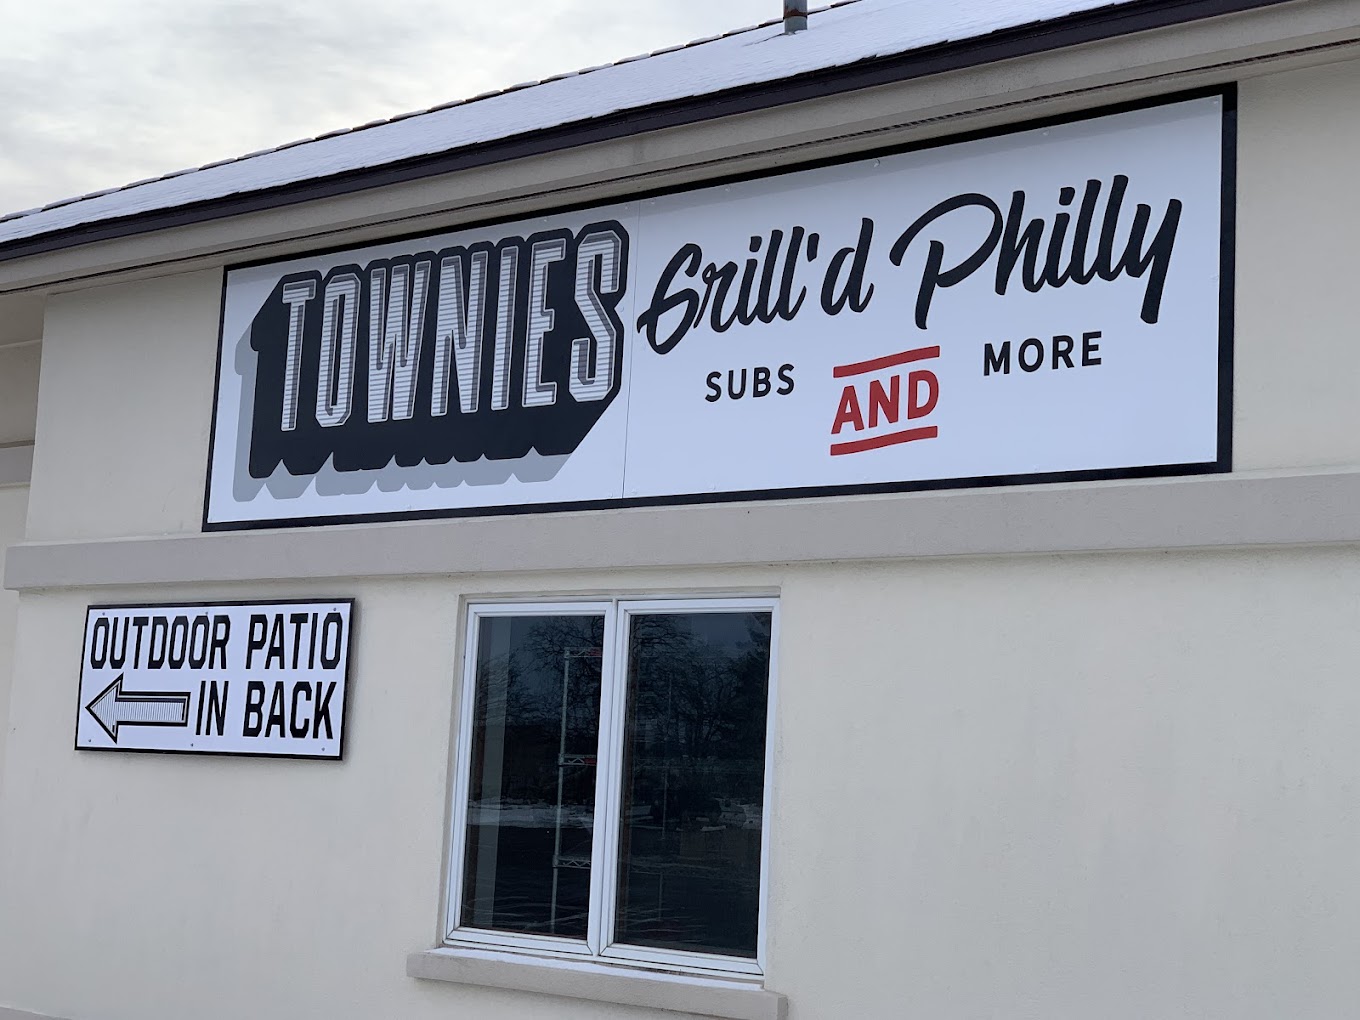 TOWNIES Grill'd Philly
SUBS AND MORE
OUTDOOR PATIO
IN BACK